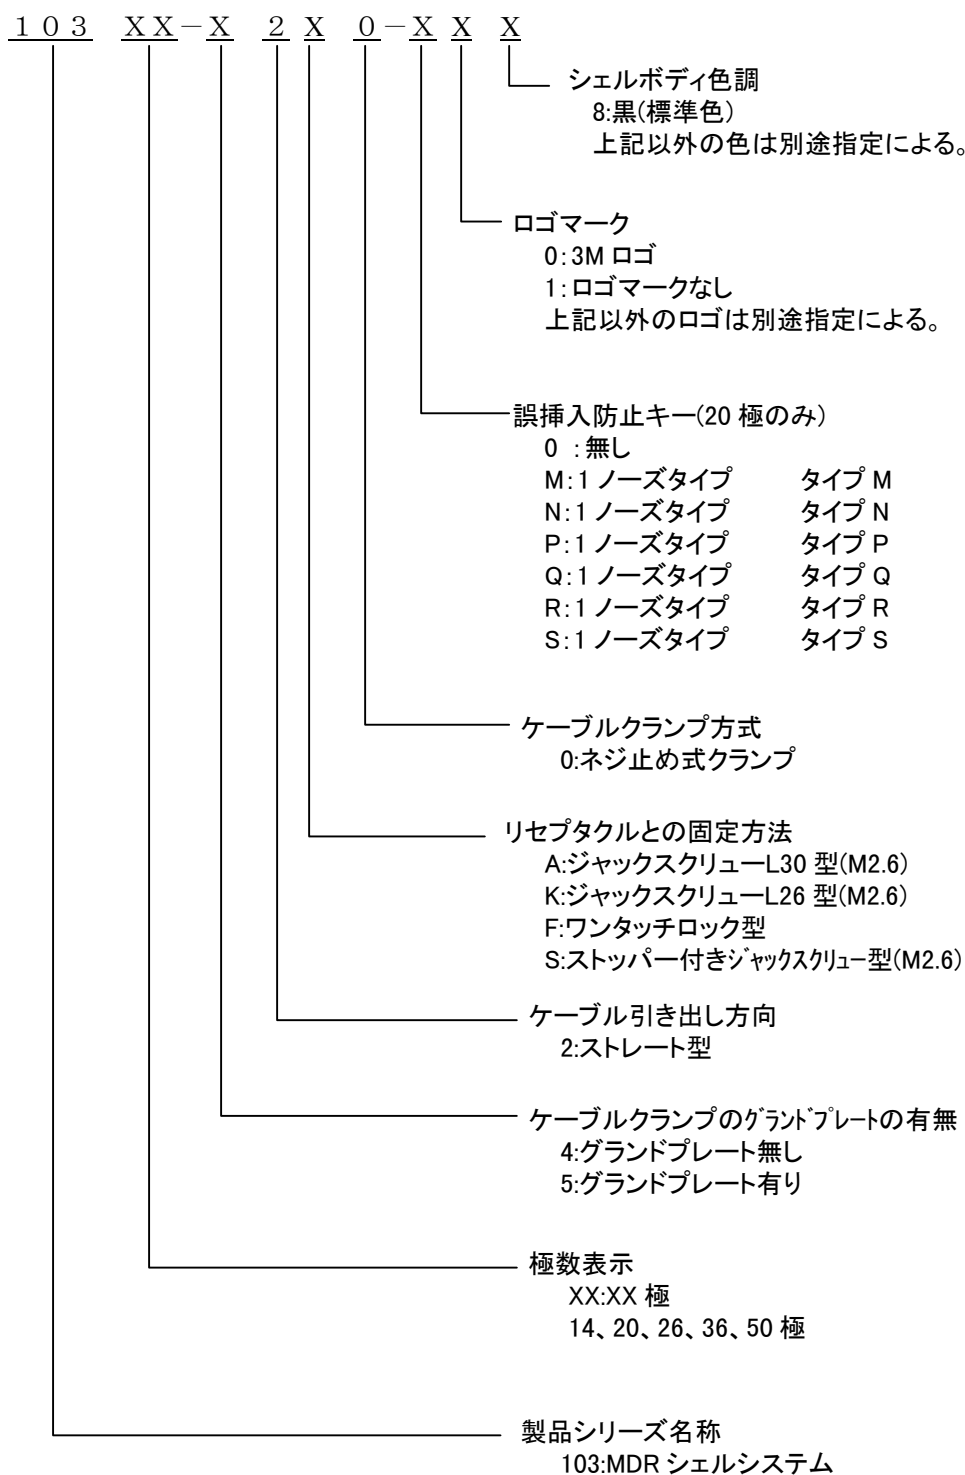 １０３ ＸＸ－Ｘ ２ Ｘ ０－Ｘ Ｘ Ｘ
シェルボディ色調
8:黒(標準色)
上記以外の色は別途指定による。
ロゴマーク
0:3M ロゴ
1:ロゴマークなし
上記以外のロゴは別途指定による。
誤挿入防止キー(20 極のみ)
0 :無し
M:1 ノーズタイプ タイプ M
N:1 ノーズタイプ タイプ N
P:1 ノーズタイプ タイプ P
Q:1 ノーズタイプ タイプ Q
R:1 ノーズタイプ タイプ R
S:1 ノーズタイプ タイプ S
ケーブルクランプ方式
0:ネジ止め式クランプ
リセプタクルとの固定方法
A:ジャックスクリューL30 型(M2.6)
K:ジャックスクリューL26 型(M2.6)
F:ワンタッチロック型
S:ストッパー付きｼﾞｬｯｸｽｸﾘｭｰ型(M2.6)
ケーブル引き出し方向
2:ストレート型
ケーブルクランプのｸﾞﾗﾝﾄﾞﾌﾟﾚｰﾄの有無
4:グランドプレート無し
5:グランドプレート有り
極数表示
XX:XX 極
14、20、26、36、50 極
製品シリーズ名称
103:MDR シェルシステム